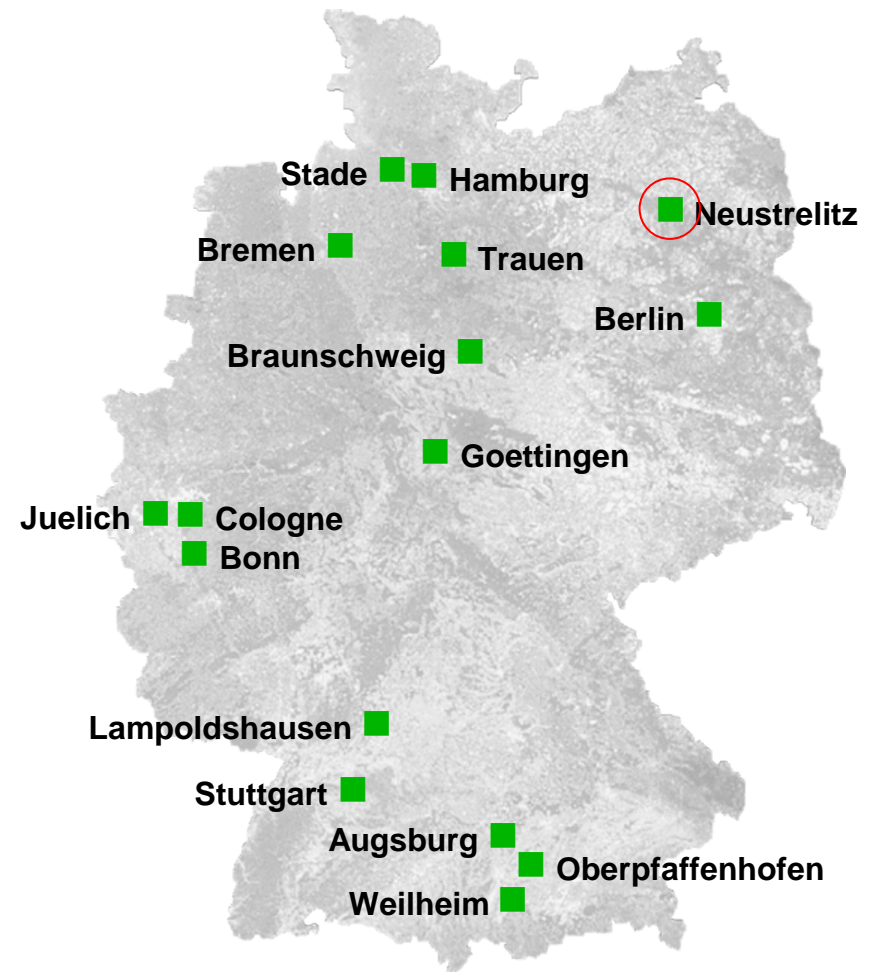 Stade
Hamburg
Neustrelitz
Bremen
Trauen
Berlin
Braunschweig
Goettingen
Juelich
Cologne
Bonn
Lampoldshausen
Stuttgart
Augsburg
Oberpfaffenhofen
Weilheim